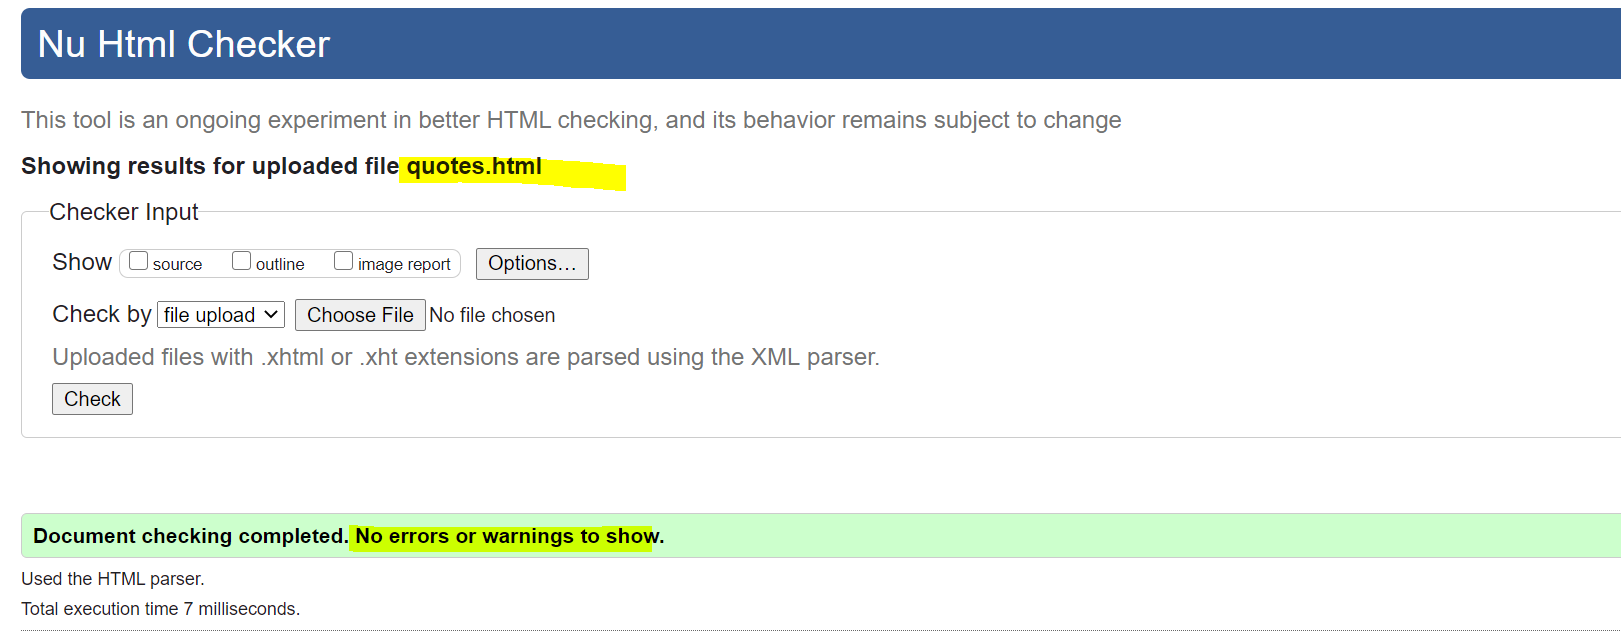 Nu Html Checker
This tool is an ongoing experiment in better HTML checking, and its behavior remains subject to change
Showing results for uploaded file quotes.html
Checker Input
Show source outline image report Options...
Check by file upload Choose File No file chosen
Uploaded files with .xhtml or .xht extensions are parsed using the XML parser.
Check
Document checking completed. No errors or warnings to show.
Used the HTML parser.
Total execution time 7 milliseconds.